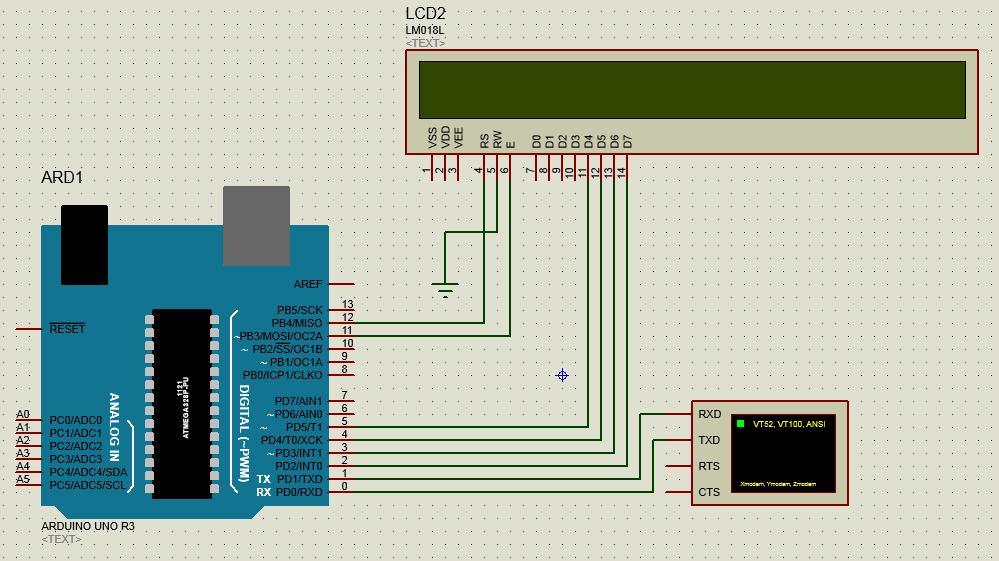 LCD2
LM018L
<TEXT>
VSS
VDD
VEE
RS
RW
E
D0
D1
D2
D3
D4
D5
D6
D7
1
2
3
4
5
6
7
8
9
10
11
12
13
14
ARD1
AREF
13
PB5/SCK
12
PB4/MISO
11
~PB3/MOSI/OC2A
10
~ PB2/SS/OC1B
9
~ PB1/OC1A
8
PB0/ICP1/CLKO
7
PD7/AIN1
6
~PD6/AIN0
5
~ PD5/T1
4
PD4/T0/XCK
3
~PD3/INT1
2
PD2/INT0
1
TX PD1/TXD
0
RX PD0/RXD
RESET
1121
ATMEGA328P-PU
DIGITAL (~PWM)
ANALOG IN
A0
PC0/ADC0
A1
PC1/ADC1
A2
PC2/ADC2
A3
PC3/ADC3
A4
PC4/ADC4/SDA
A5
PC5/ADC5/SCL
ARDUINO UNO R3
<TEXT>
RXD
TXD
RTS
CTS
VT52, VT100, ANSI
Xmodem, Ymodem, Zmodem